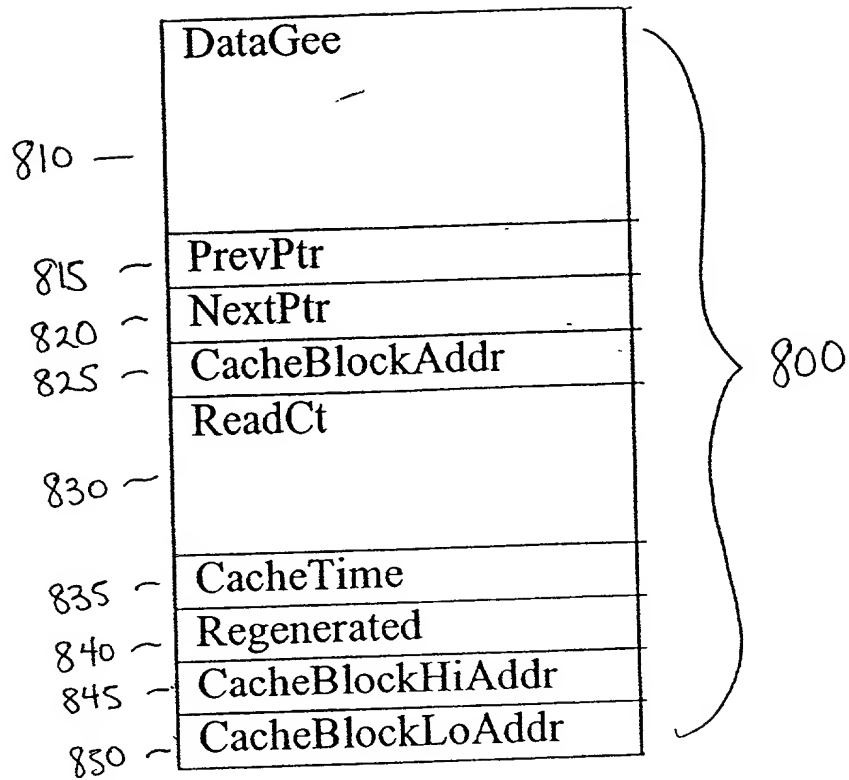 DataGee
810
PrevPtr
815
NextPtr
820
CacheBlockAddr
825
ReadCt
830
CacheTime
835
Regenerated
840
CacheBlockHiAddr
845
CacheBlockLoAddr
850
800